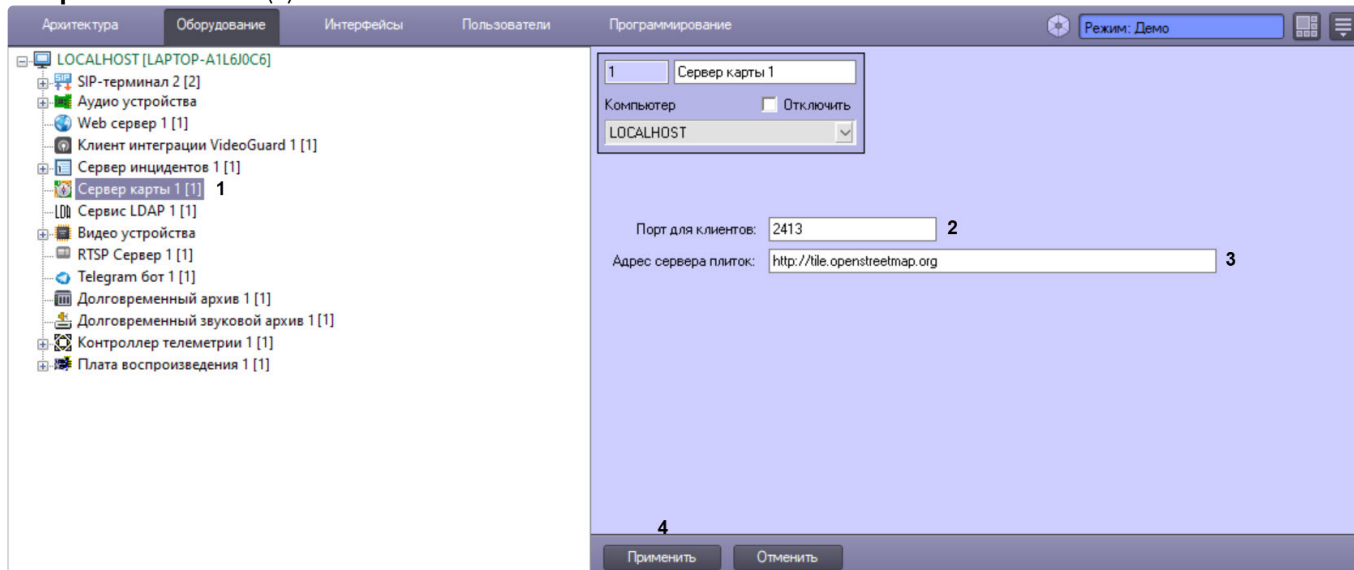 Архитектура Оборудование Интерфейсы Пользователи Программирование Режим: Демо
LOCALHOST [LAPTOP-A1L6J0C6]
SIP-терминал 2 [2]
Аудио устройства
Web сервер 1 [1]
Клиент интеграции VideoGuard 1 [1]
Сервер инцидентов 1 [1]
Сервер карты 1 [1] 1
Сервис LDAP 1 [1]
Видео устройства
RTSP Сервер 1 [1]
Telegram бот 1 [1]
Долговременный архив 1 [1]
Долговременный звуковой архив 1 [1]
Контроллер телеметрии 1 [1]
Плата воспроизведения 1 [1]
1 Сервер карты 1
Компьютер Отключить
LOCALHOST
Порт для клиентов: 2413 2
Адрес сервера плиток: http://tile.openstreetmap.org 3
4
Применить Отменить